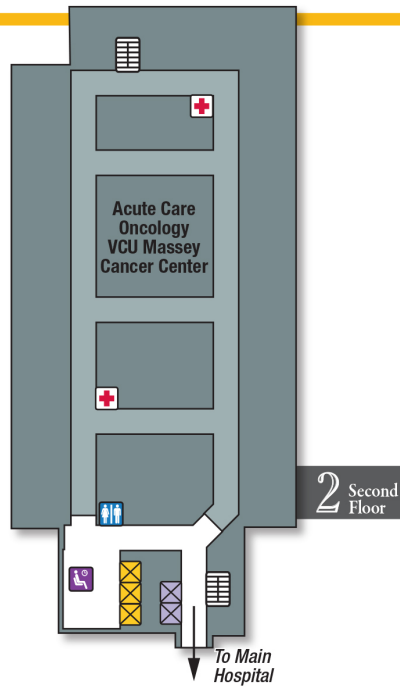 Acute Care
Oncology
VCU Massey
Cancer Center
2 Second
Floor
To Main
Hospital